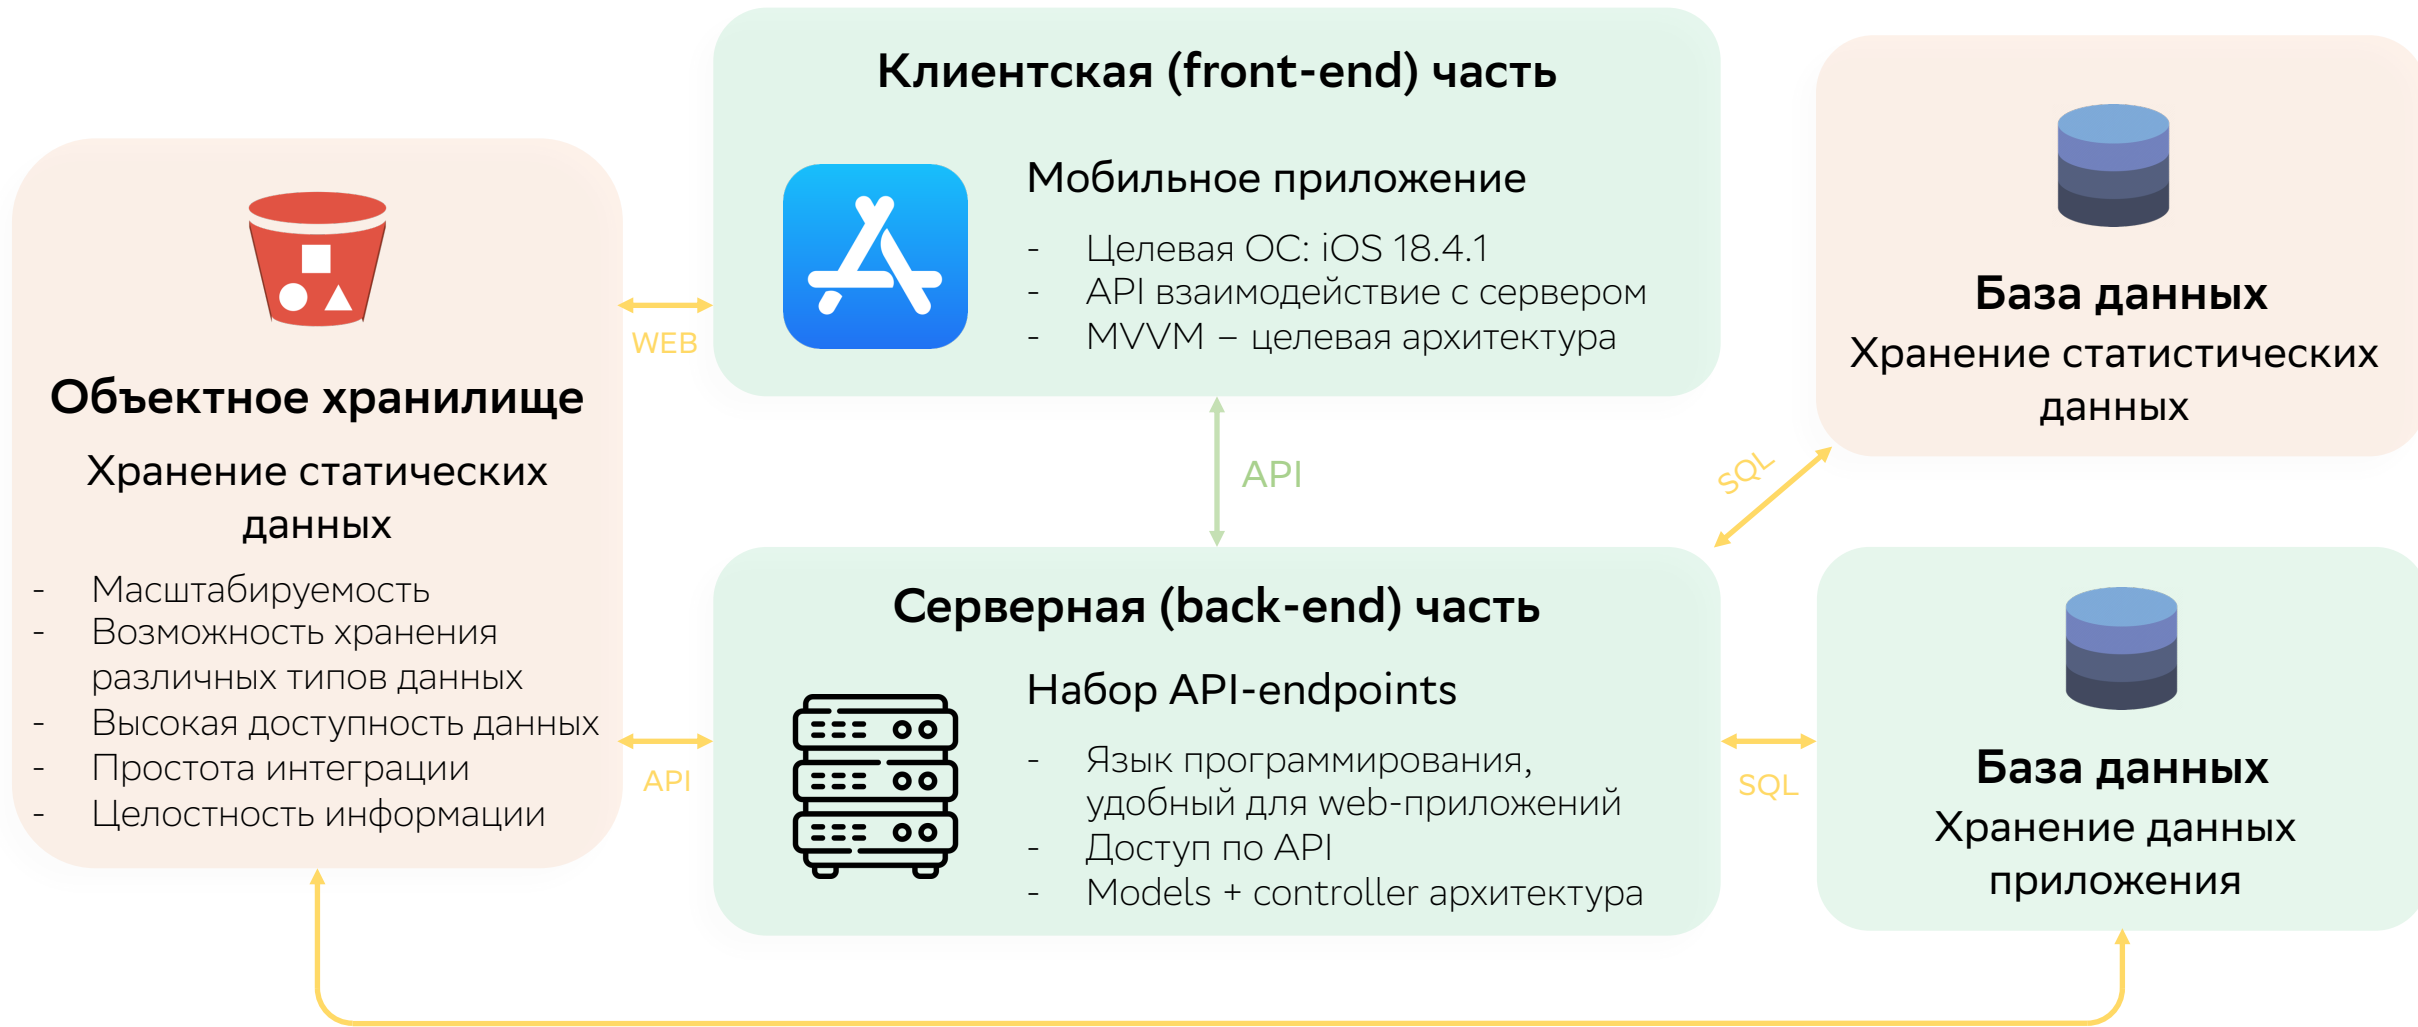 Клиентская (front-end) часть
Мобильное приложение
- Целевая ОС: iOS 18.4.1
- API взаимодействие с сервером
- MVVM – целевая архитектура
Объектное хранилище
Хранение статических
данных
- Масштабируемость
- Возможность хранения
различных типов данных
- Высокая доступность данных
- Простота интеграции
- Целостность информации
WEB
API
API
Серверная (back-end) часть
Набор API-endpoints
- Язык программирования,
удобный для web-приложений
- Доступ по API
- Models + controller архитектура
База данных
Хранение статистических
данных
SQL
SQL
База данных
Хранение данных
приложения